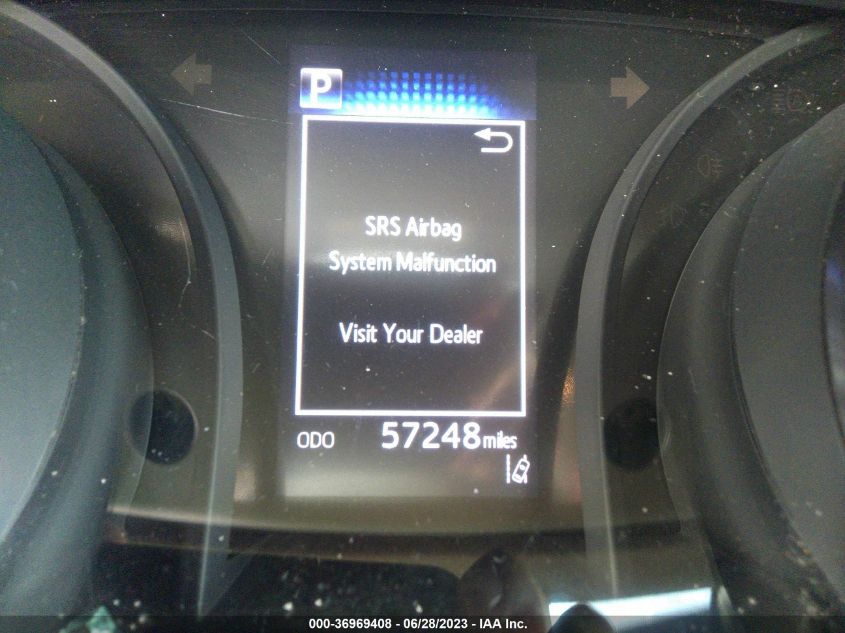 P
SRS Airbag
System Malfunction
Visit Your Dealer
ODO 57248 miles
000-36969408 - 06/28/2023 - IAA Inc.